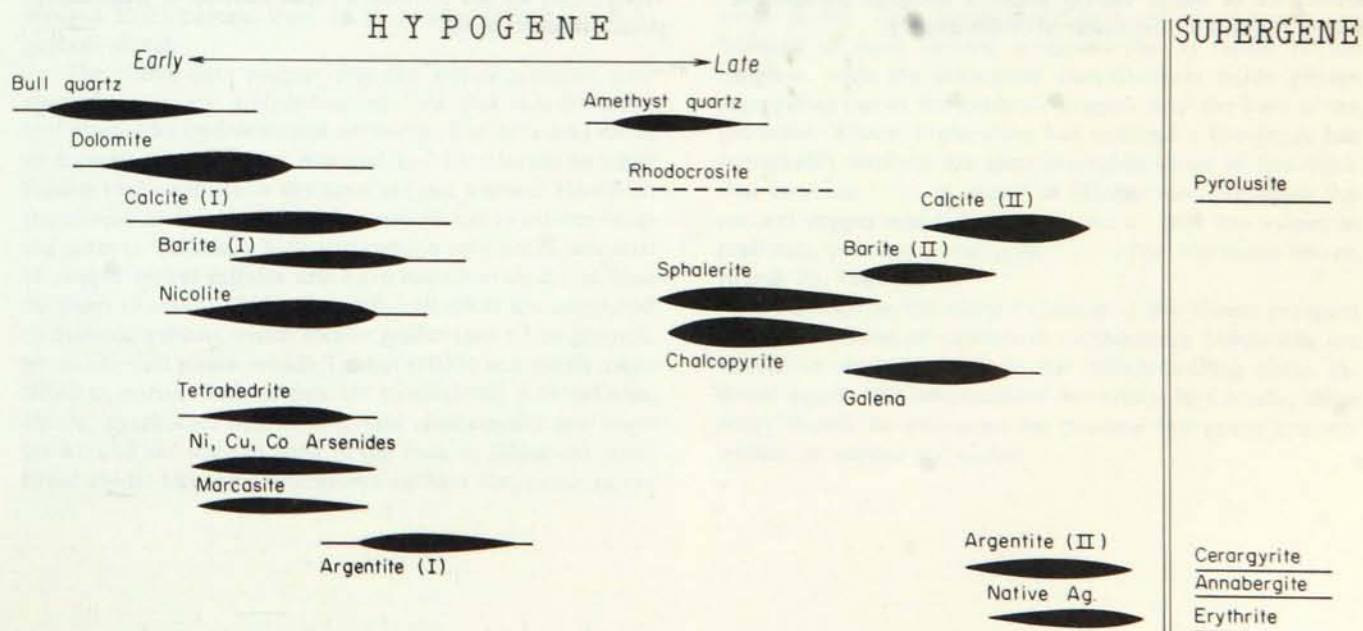 HYPOGENE
SUPERGENE
Early
Late
Bull quartz
Amethyst quartz
Dolomite
Rhodocrosite
Pyrolusite
Calcite (I)
Calcite (II)
Barite (I)
Barite (II)
Sphalerite
Nicolite
Chalcopyrite
Tetrahedrite
Galena
Ni, Cu, Co Arsenides
Marcasite
Argentite (I)
Argentite (II)
Cerargyrite
Native Ag.
Annabergite
Erythrite